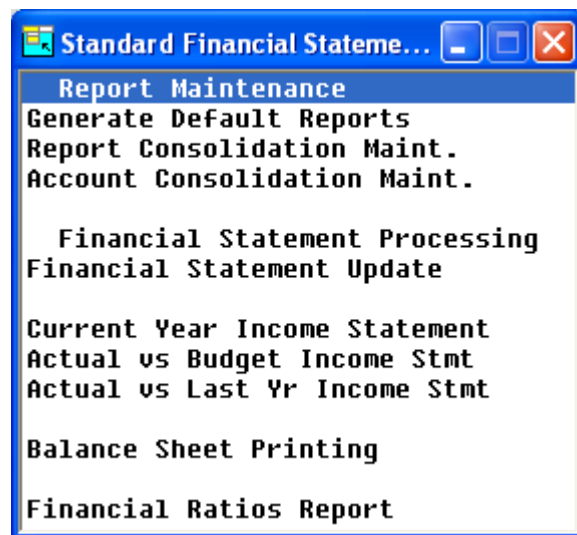 Standard Financial Stateme...
Report Maintenance
Generate Default Reports
Report Consolidation Maint.
Account Consolidation Maint.
Financial Statement Processing
Financial Statement Update
Current Year Income Statement
Actual vs Budget Income Stmt
Actual vs Last Yr Income Stmt
Balance Sheet Printing
Financial Ratios Report